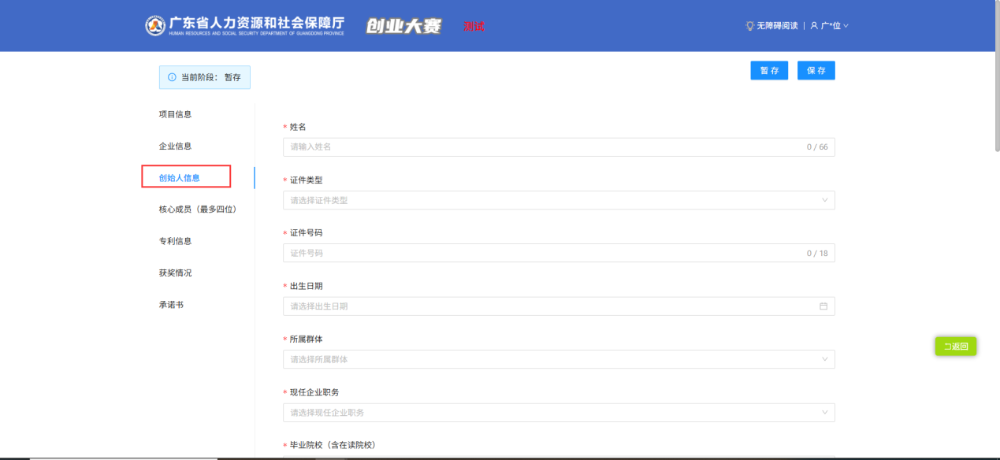 广东省人力资源和社会保障厅
HUMAN RESOURCES AND SOCIAL SECURITY DEPARTMENT OF GUANGDONG PROVINCE
创业大赛
测试
无障碍阅读 | 广*位
当前阶段： 暂存
暂 存
保 存
项目信息
企业信息
创始人信息
核心成员（最多四位）
专利信息
获奖情况
承诺书
* 姓名
请输入姓名 0 / 66
* 证件类型
请选择证件类型
* 证件号码
证件号码 0 / 18
* 出生日期
请选择出生日期
* 所属群体
请选择所属群体
* 现任企业职务
请选择现任企业职务
* 毕业院校（含在读院校）
返回